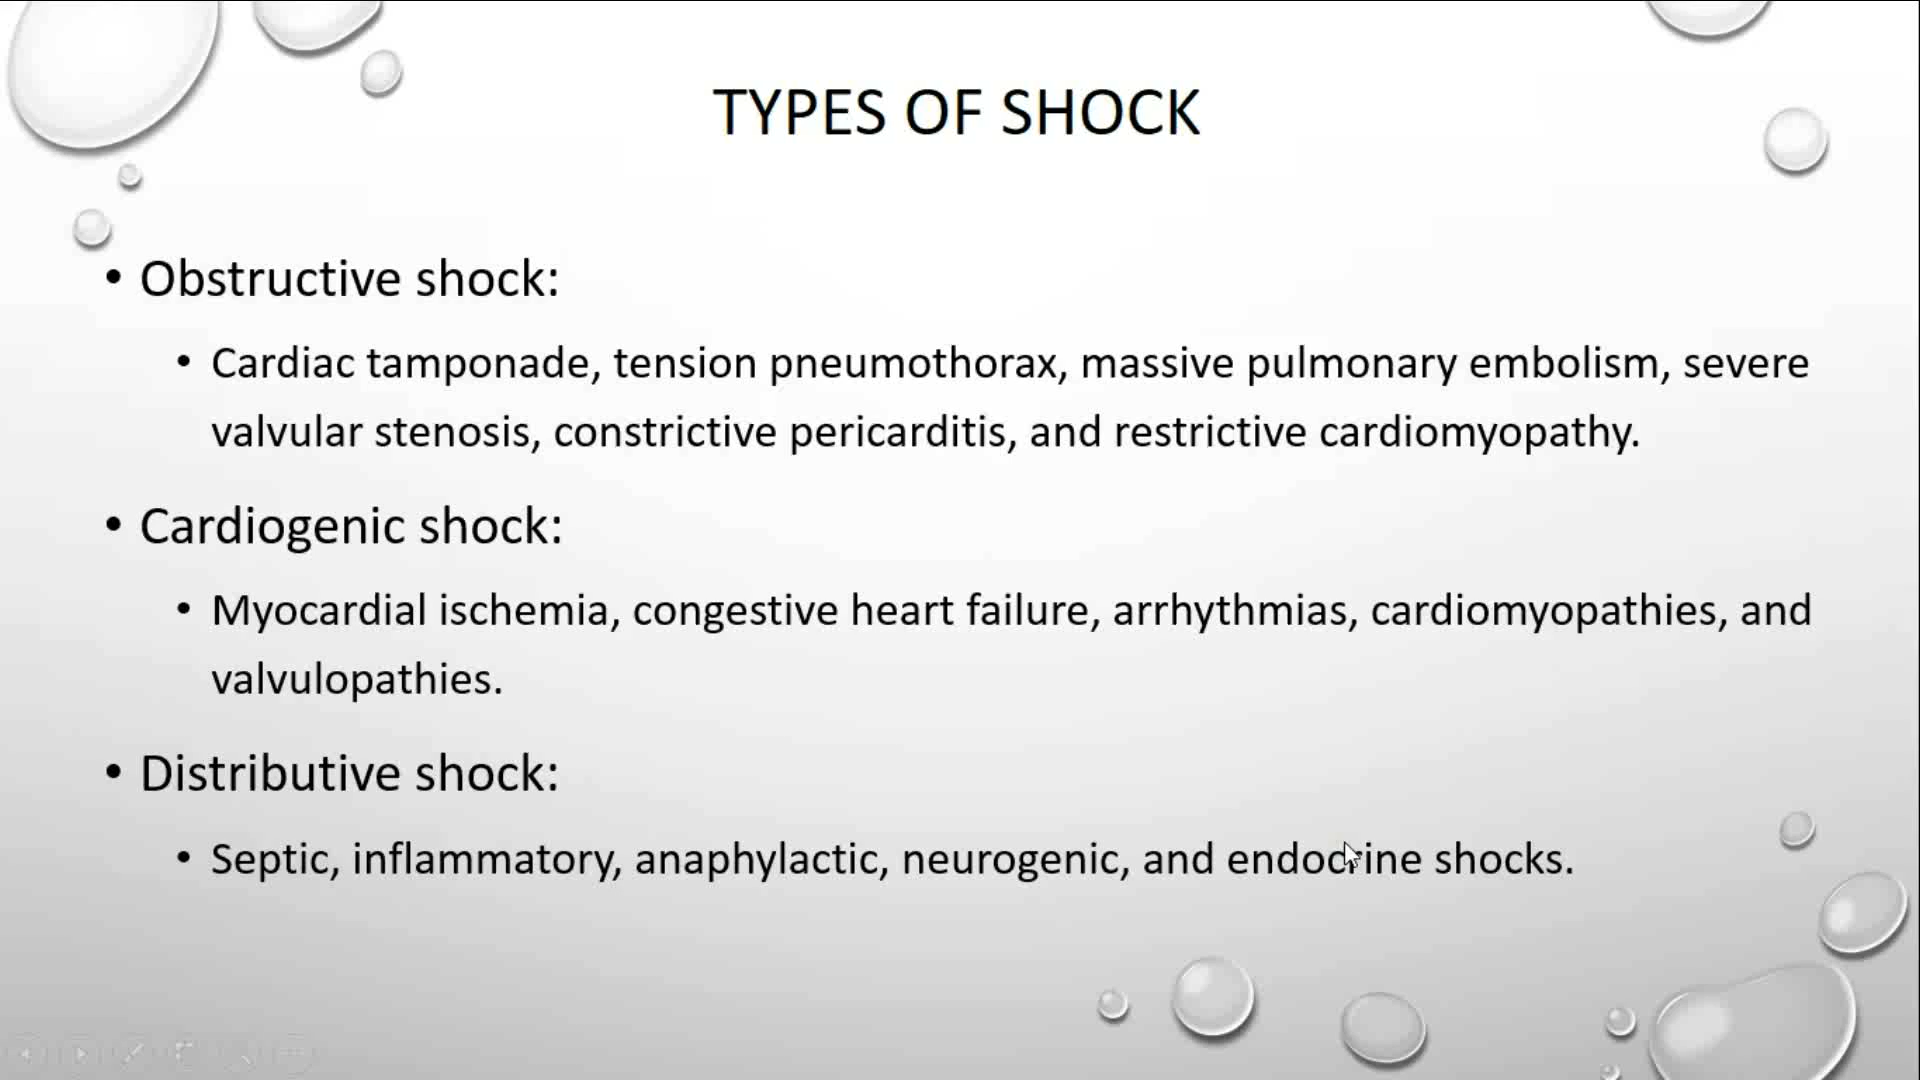 TYPES OF SHOCK
• Obstructive shock:
• Cardiac tamponade, tension pneumothorax, massive pulmonary embolism, severe
valvular stenosis, constrictive pericarditis, and restrictive cardiomyopathy.
• Cardiogenic shock:
• Myocardial ischemia, congestive heart failure, arrhythmias, cardiomyopathies, and
valvulopathies.
• Distributive shock:
• Septic, inflammatory, anaphylactic, neurogenic, and endocrine shocks.